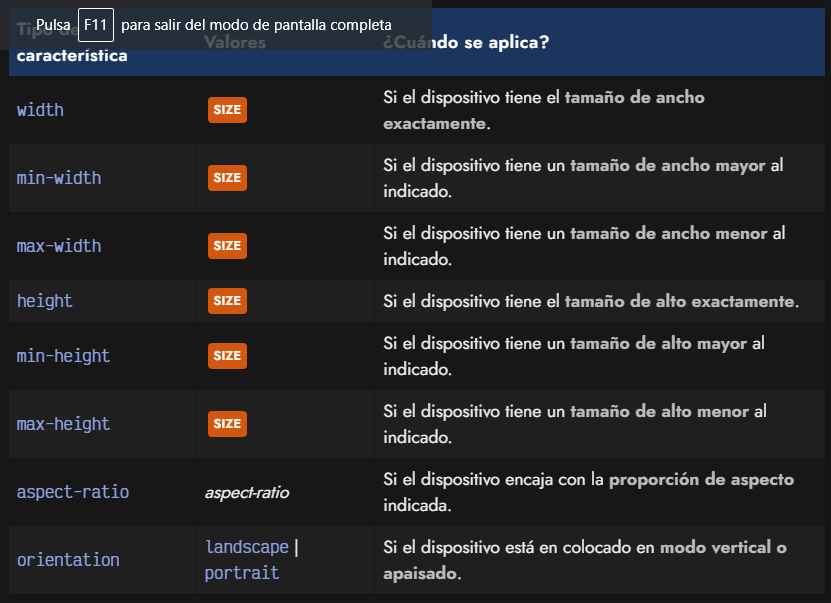 Pulsa F11 para salir del modo de pantalla completa
Tipo de Valores ¿Cuándo se aplica?
característica
width SIZE Si el dispositivo tiene el tamaño de ancho
exactamente.
min-width SIZE Si el dispositivo tiene un tamaño de ancho mayor al
indicado.
max-width SIZE Si el dispositivo tiene un tamaño de ancho menor al
indicado.
height SIZE Si el dispositivo tiene el tamaño de alto exactamente.
min-height SIZE Si el dispositivo tiene un tamaño de alto mayor al
indicado.
max-height SIZE Si el dispositivo tiene un tamaño de alto menor al
indicado.
aspect-ratio aspect-ratio Si el dispositivo encaja con la proporción de aspecto
indicada.
orientation landscape | Si el dispositivo está en colocado en modo vertical o
portrait apaisado.